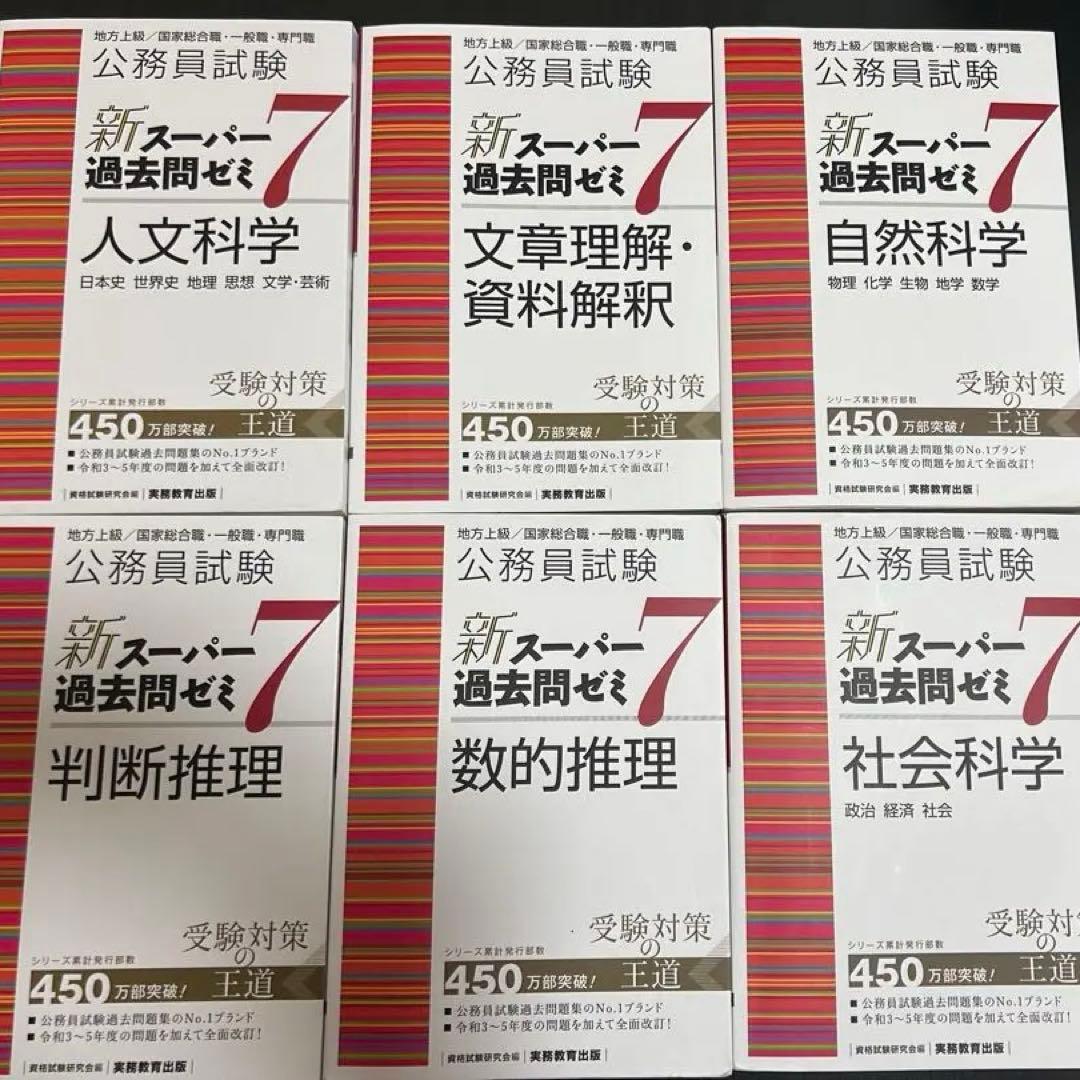 地方上級／国家総合職・一般職・専門職
公務員試験
新スーパー
過去問ゼミ7
人文科学
日本史 世界史 地理 思想 文学・芸術
受験対策
の
王道
シリーズ累計発行部数
450万部突破！
■ 公務員試験過去問題集のNo.1ブランド
■ 令和3〜5年度の問題を加えて全面改訂！
｜資格試験研究会編｜実務教育出版｜
地方上級／国家総合職・一般職・専門職
公務員試験
新スーパー
過去問ゼミ7
文章理解・
資料解釈
受験対策
の
王道
シリーズ累計発行部数
450万部突破！
■ 公務員試験過去問題集のNo.1ブランド
■ 令和3〜5年度の問題を加えて全面改訂！
｜資格試験研究会編｜実務教育出版｜
地方上級／国家総合職・一般職・専門職
公務員試験
新スーパー
過去問ゼミ7
自然科学
物理 化学 生物 地学 数学
受験対策
の
王道
シリーズ累計発行部数
450万部突破！
■ 公務員試験過去問題集のNo.1ブランド
■ 令和3〜5年度の問題を加えて全面改訂！
｜資格試験研究会編｜実務教育出版｜
地方上級／国家総合職・一般職・専門職
公務員試験
新スーパー
過去問ゼミ7
判断推理
受験対策
の
王道
シリーズ累計発行部数
450万部突破！
■ 公務員試験過去問題集のNo.1ブランド
■ 令和3〜5年度の問題を加えて全面改訂！
｜資格試験研究会編｜実務教育出版｜
地方上級／国家総合職・一般職・専門職
公務員試験
新スーパー
過去問ゼミ7
数的推理
受験対策
の
王道
シリーズ累計発行部数
450万部突破！
■ 公務員試験過去問題集のNo.1ブランド
■ 令和3〜5年度の問題を加えて全面改訂！
｜資格試験研究会編｜実務教育出版｜
地方上級／国家総合職・一般職・専門職
公務員試験
新スーパー
過去問ゼミ7
社会科学
政治 経済 社会
受験対
の
王道
シリーズ累計発行部数
450万部突破！
■ 公務員試験過去問題集のNo.1ブランド
■ 令和3〜5年度の問題を加えて全面改訂！
｜資格試験研究会編｜実務教育出版｜